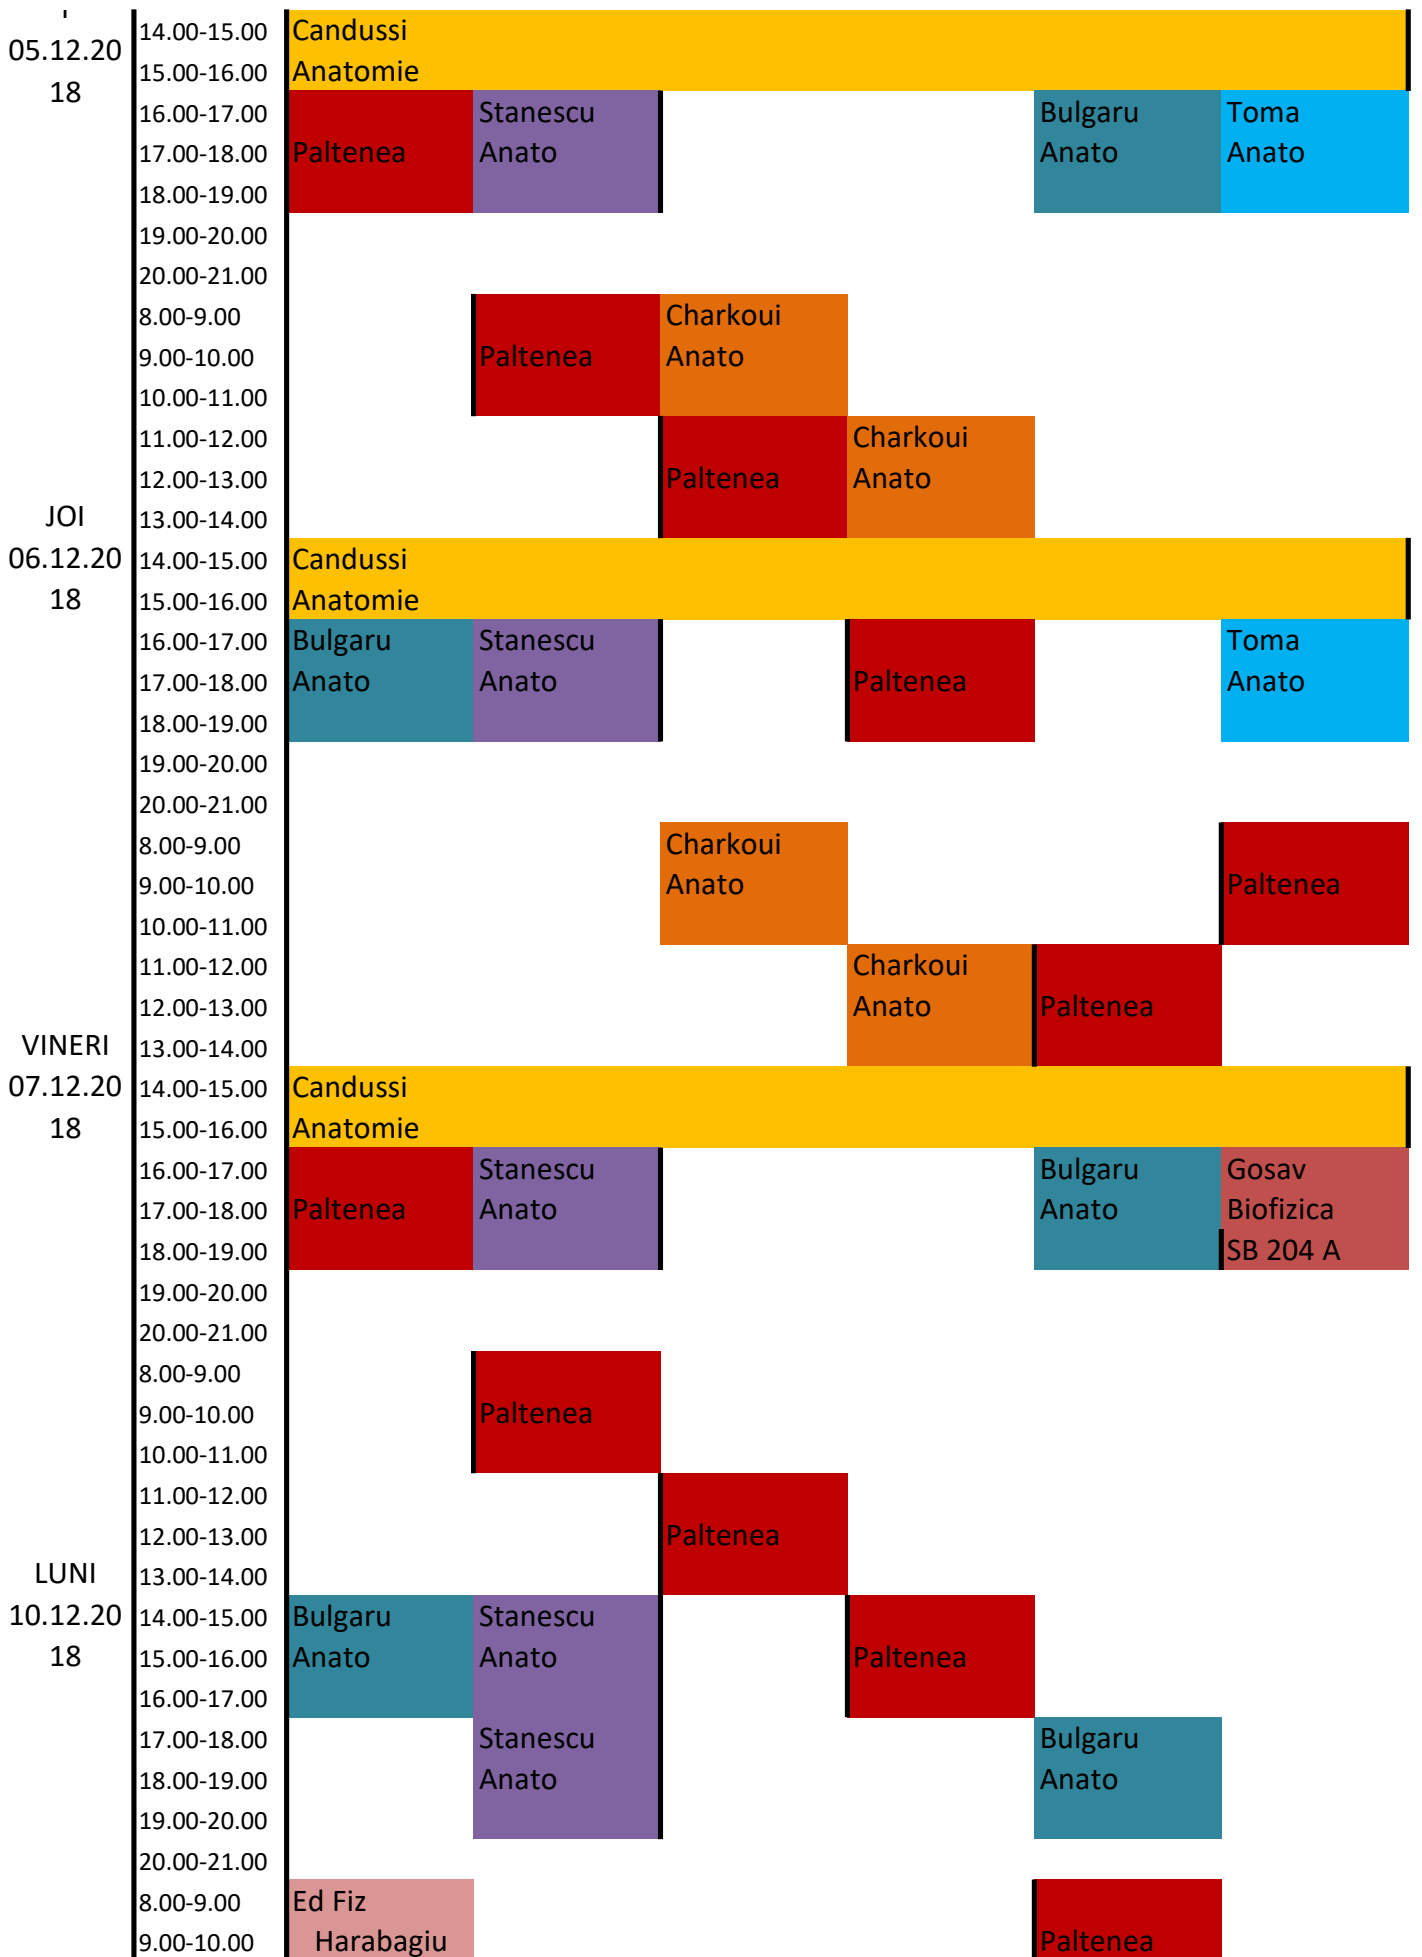 14.00-15.00 Candussi
05.12.20
15.00-16.00 Anatomie
18
16.00-17.00 Stanescu Bulgaru Toma
17.00-18.00 Paltenea Anato Anato Anato
18.00-19.00
19.00-20.00
20.00-21.00
8.00-9.00 Charkoui
9.00-10.00 Paltenea Anato
10.00-11.00
11.00-12.00 Charkoui
12.00-13.00 Paltenea Anato
JOI 13.00-14.00
06.12.20 14.00-15.00 Candussi
18 15.00-16.00 Anatomie
16.00-17.00 Bulgaru Stanescu Toma
17.00-18.00 Anato Anato Paltenea Anato
18.00-19.00
19.00-20.00
20.00-21.00
8.00-9.00 Charkoui
9.00-10.00 Anato Paltenea
10.00-11.00
11.00-12.00 Charkoui
12.00-13.00 Anato Paltenea
VINERI 13.00-14.00
07.12.20 14.00-15.00 Candussi
18 15.00-16.00 Anatomie
16.00-17.00 Stanescu Bulgaru Gosav
17.00-18.00 Paltenea Anato Anato Biofizica
18.00-19.00 SB 204 A
19.00-20.00
20.00-21.00
8.00-9.00
9.00-10.00 Paltenea
10.00-11.00
11.00-12.00
12.00-13.00 Paltenea
LUNI 13.00-14.00
10.12.20 14.00-15.00 Bulgaru Stanescu
18 15.00-16.00 Anato Anato Paltenea
16.00-17.00
17.00-18.00 Stanescu Bulgaru
18.00-19.00 Anato Anato
19.00-20.00
20.00-21.00
8.00-9.00 Ed Fiz
9.00-10.00 Harabagiu Paltenea